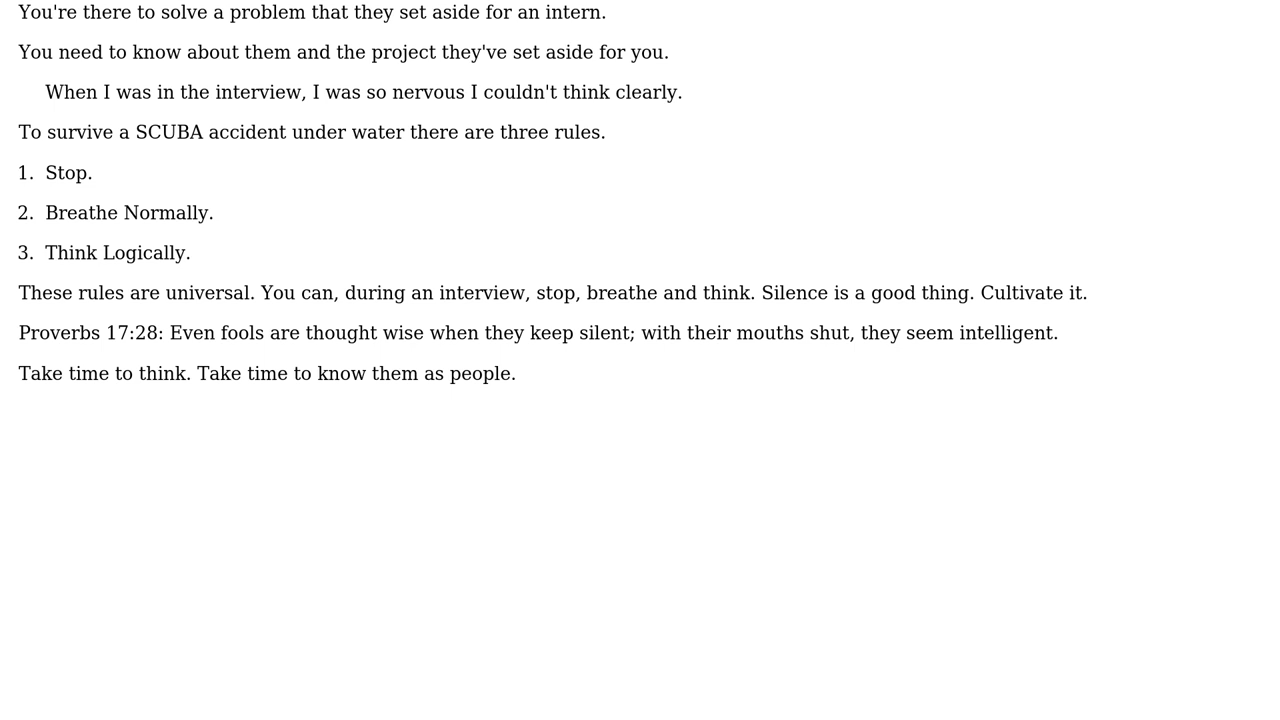 You're there to solve a problem that they set aside for an intern.
You need to know about them and the project they've set aside for you.
When I was in the interview, I was so nervous I couldn't think clearly.
To survive a SCUBA accident under water there are three rules.
1. Stop.
2. Breathe Normally.
3. Think Logically.
These rules are universal. You can, during an interview, stop, breathe and think. Silence is a good thing. Cultivate it.
Proverbs 17:28: Even fools are thought wise when they keep silent; with their mouths shut, they seem intelligent.
Take time to think. Take time to know them as people.